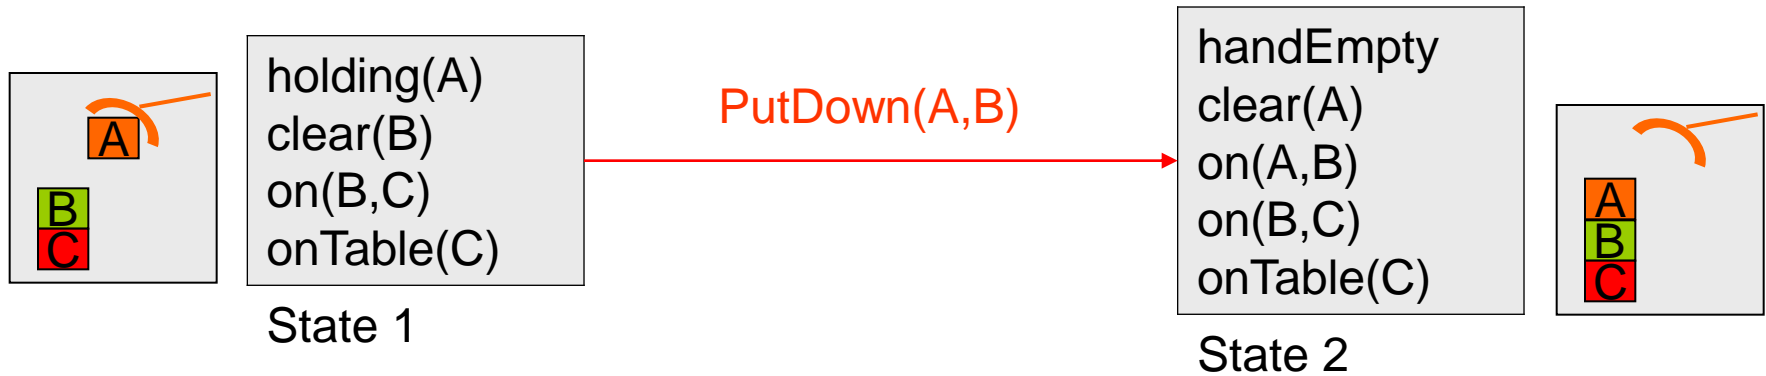 A
B
C
holding(A)
clear(B)
on(B,C)
onTable(C)
State 1
PutDown(A,B)
handEmpty
clear(A)
on(A,B)
on(B,C)
onTable(C)
State 2
A
B
C